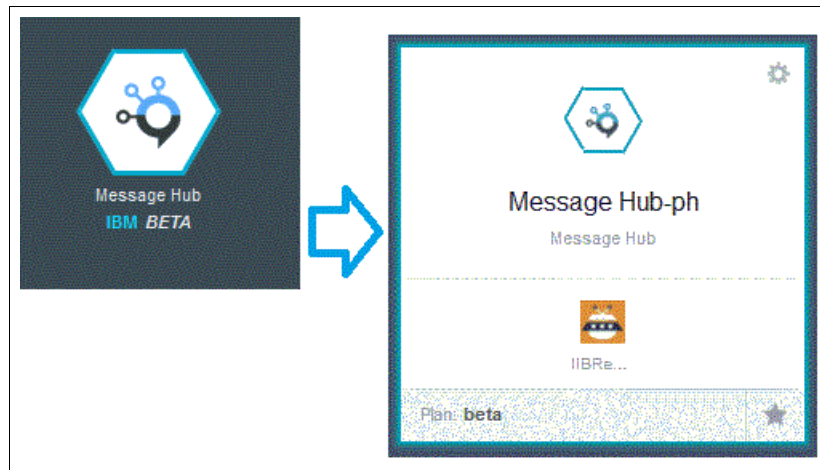 Message Hub
IBM BETA
Message Hub-ph
Message Hub
IIBRe...
Plan: beta